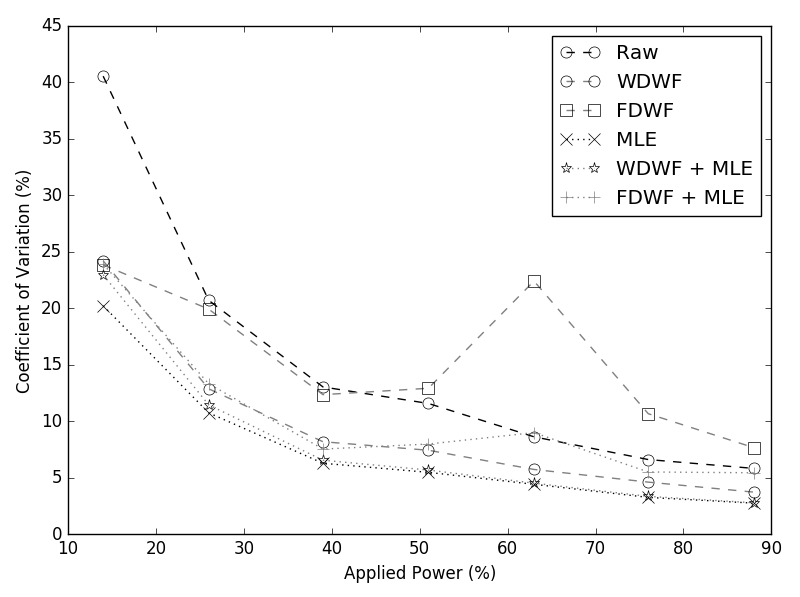 45
40
35
30
25
20
15
10
5
0
Coefficient of Variation (%)
10 20 30 40 50 60 70 80 90
Applied Power (%)
Raw
WDWF
FDWF
MLE
WDWF + MLE
FDWF + MLE